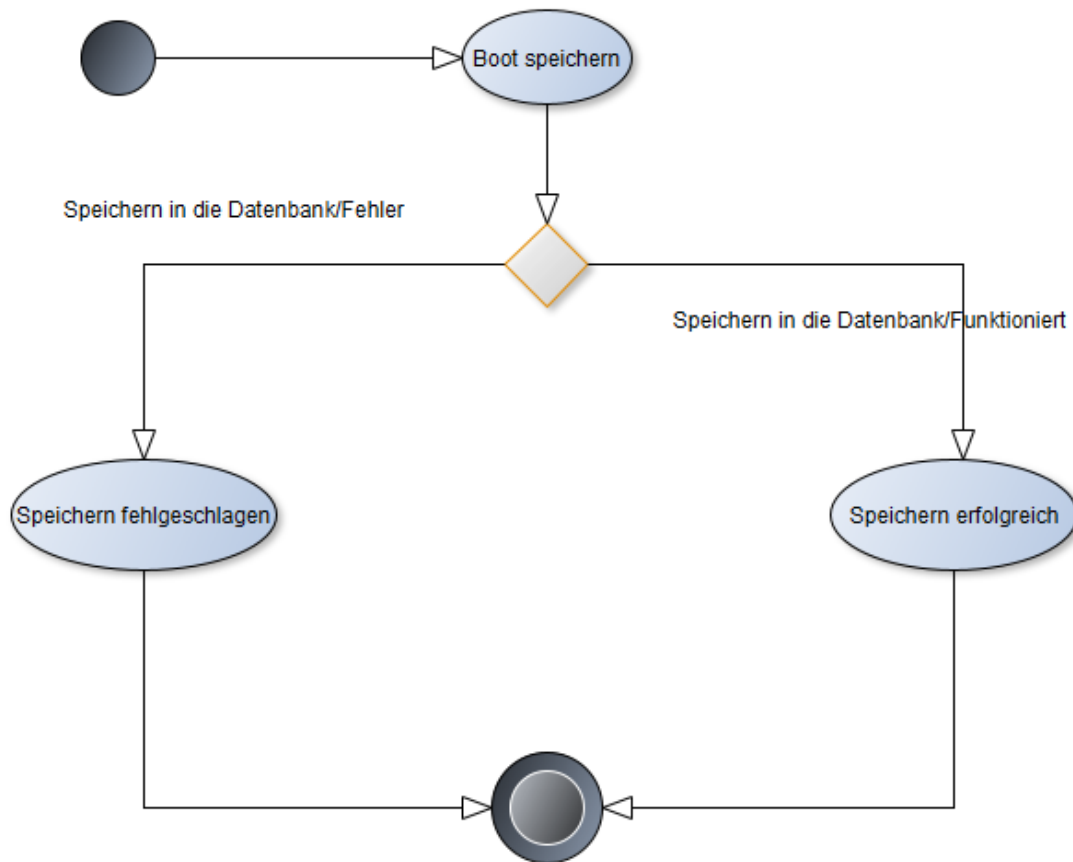 Boot speichern
Speichern in die Datenbank/Fehler
Speichern in die Datenbank/Funktioniert
Speichern fehlgeschlagen
Speichern erfolgreich